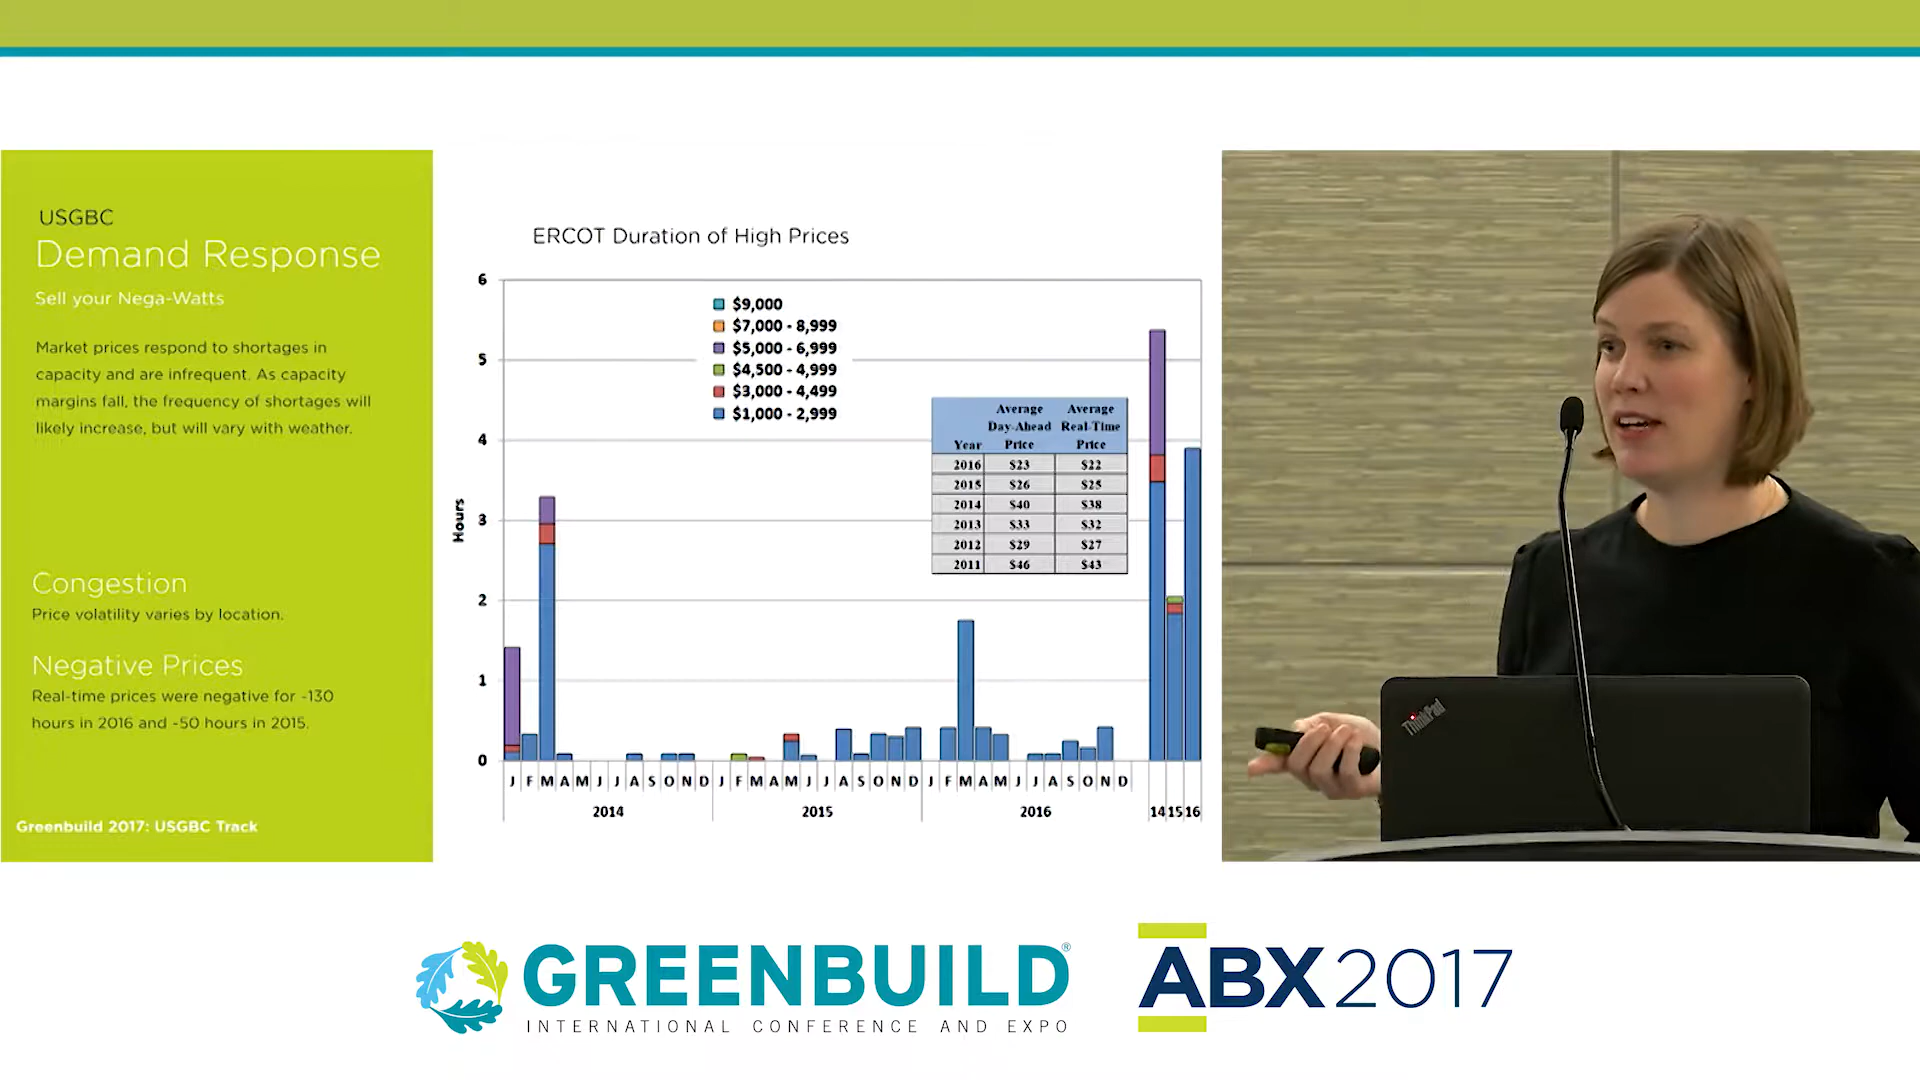 USGBC
Demand Response
Sell your Nega-Watts
Market prices respond to shortages in
capacity and are infrequent. As capacity
margins fall, the frequency of shortages will
likely increase, but will vary with weather.
Congestion
Price volatility varies by location.
Negative Prices
Real-time prices were negative for ~130
hours in 2016 and ~50 hours in 2015.
Greenbuild 2017: USGBC Track
ERCOT Duration of High Prices
$9,000
$7,000 - 8,999
$5,000 - 6,999
$4,500 - 4,999
$3,000 - 4,499
$1,000 - 2,999
Hours
6
5
4
3
2
1
0
Average Average
Day-Ahead Real-Time
Year Price Price
2016 $23 $22
2015 $26 $25
2014 $40 $38
2013 $33 $32
2012 $29 $27
2011 $46 $43
J F M A M J J A S O N D J F M A M J J A S O N D J F M A M J J A S O N D
2014 2015 2016 14 15 16
ThinkPad
GREENBUILD®
INTERNATIONAL CONFERENCE AND EXPO
ABX2017